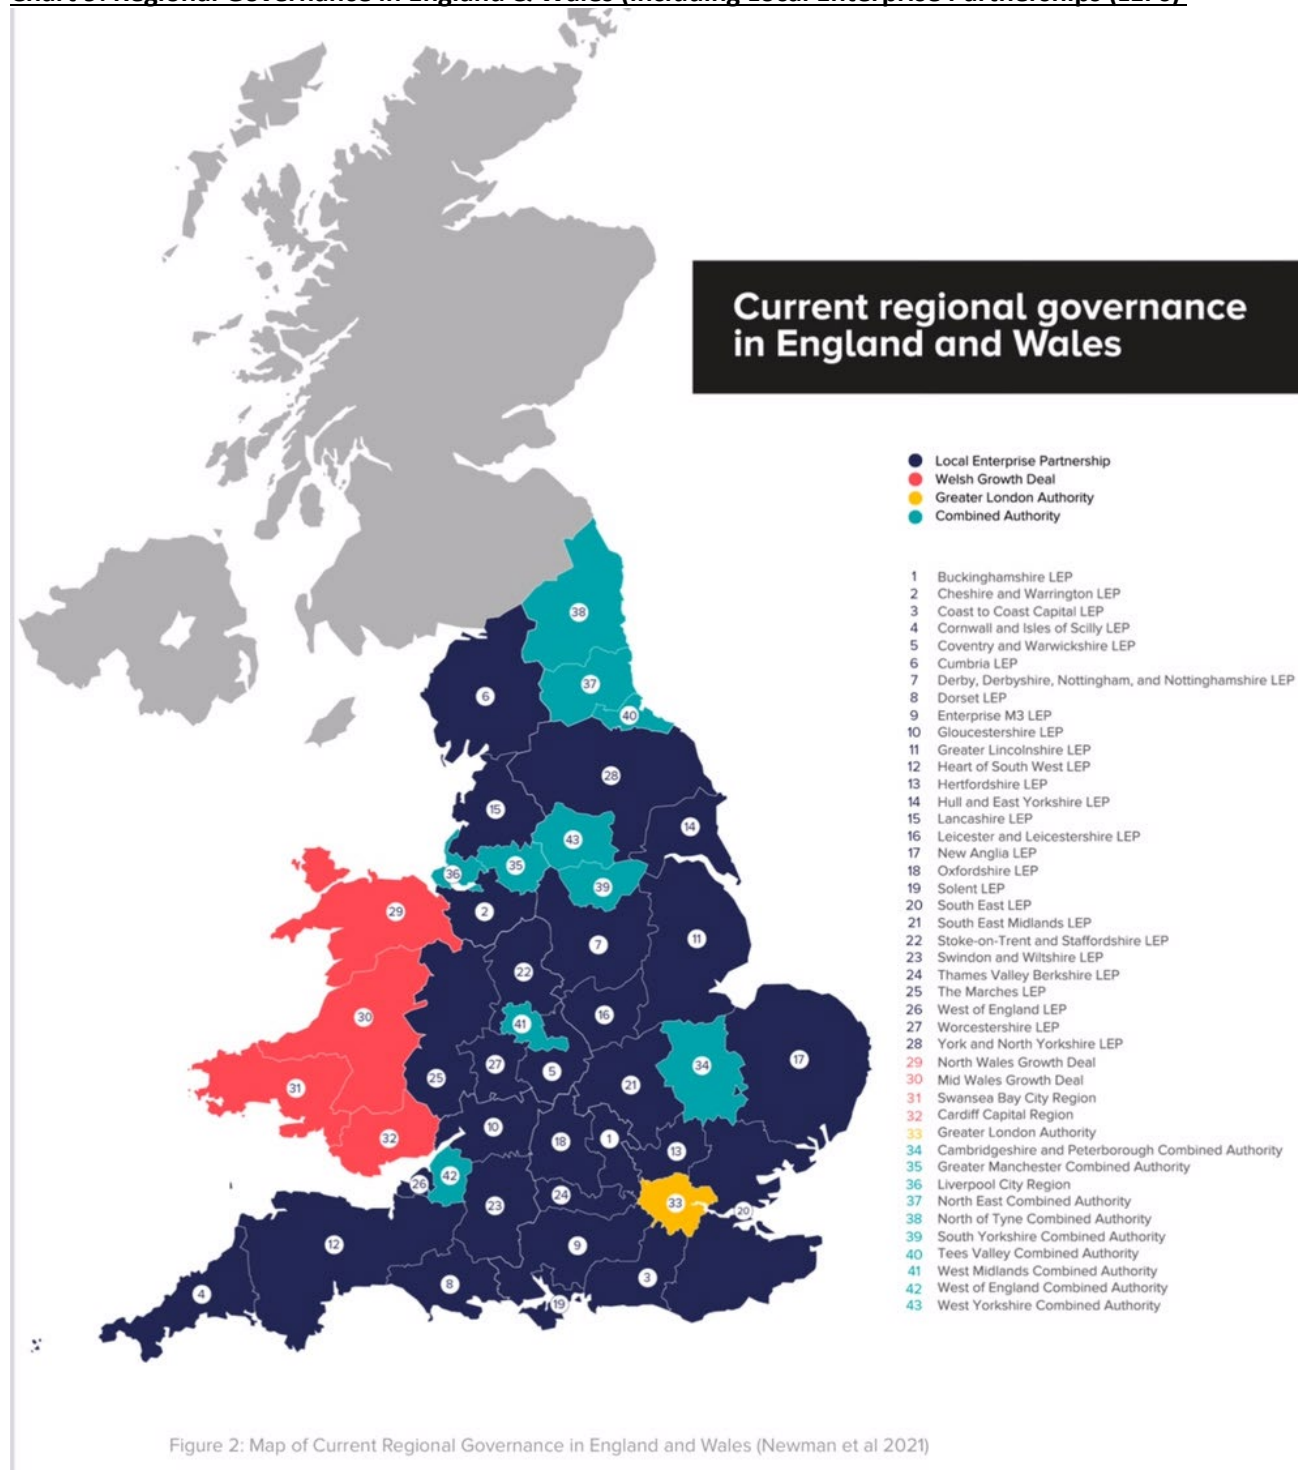 Current regional governance
in England and Wales
Local Enterprise Partnership
Welsh Growth Deal
Greater London Authority
Combined Authority
1 Buckinghamshire LEP
2 Cheshire and Warrington LEP
3 Coast to Coast Capital LEP
4 Cornwall and Isles of Scilly LEP
5 Coventry and Warwickshire LEP
6 Cumbria LEP
7 Derby, Derbyshire, Nottingham, and Nottinghamshire LEP
8 Dorset LEP
9 Enterprise M3 LEP
10 Gloucestershire LEP
11 Greater Lincolnshire LEP
12 Heart of South West LEP
13 Hertfordshire LEP
14 Hull and East Yorkshire LEP
15 Lancashire LEP
16 Leicester and Leicestershire LEP
17 New Anglia LEP
18 Oxfordshire LEP
19 Solent LEP
20 South East LEP
21 South East Midlands LEP
22 Stoke-on-Trent and Staffordshire LEP
23 Swindon and Wiltshire LEP
24 Thames Valley Berkshire LEP
25 The Marches LEP
26 West of England LEP
27 Worcestershire LEP
28 York and North Yorkshire LEP
29 North Wales Growth Deal
30 Mid Wales Growth Deal
31 Swansea Bay City Region
32 Cardiff Capital Region
33 Greater London Authority
34 Cambridgeshire and Peterborough Combined Authority
35 Greater Manchester Combined Authority
36 Liverpool City Region
37 North East Combined Authority
38 North of Tyne Combined Authority
39 South Yorkshire Combined Authority
40 Tees Valley Combined Authority
41 West Midlands Combined Authority
42 West of England Combined Authority
43 West Yorkshire Combined Authority
38
37
6
40
28
15
14
43
35
36
39
29
2
11
7
22
30
16
41
17
27
34
5
25
31
21
10
32
18
1
13
42
26
24
33
23
20
12
9
3
8
4
19
Figure 2: Map of Current Regional Governance in England and Wales (Newman et al 2021)